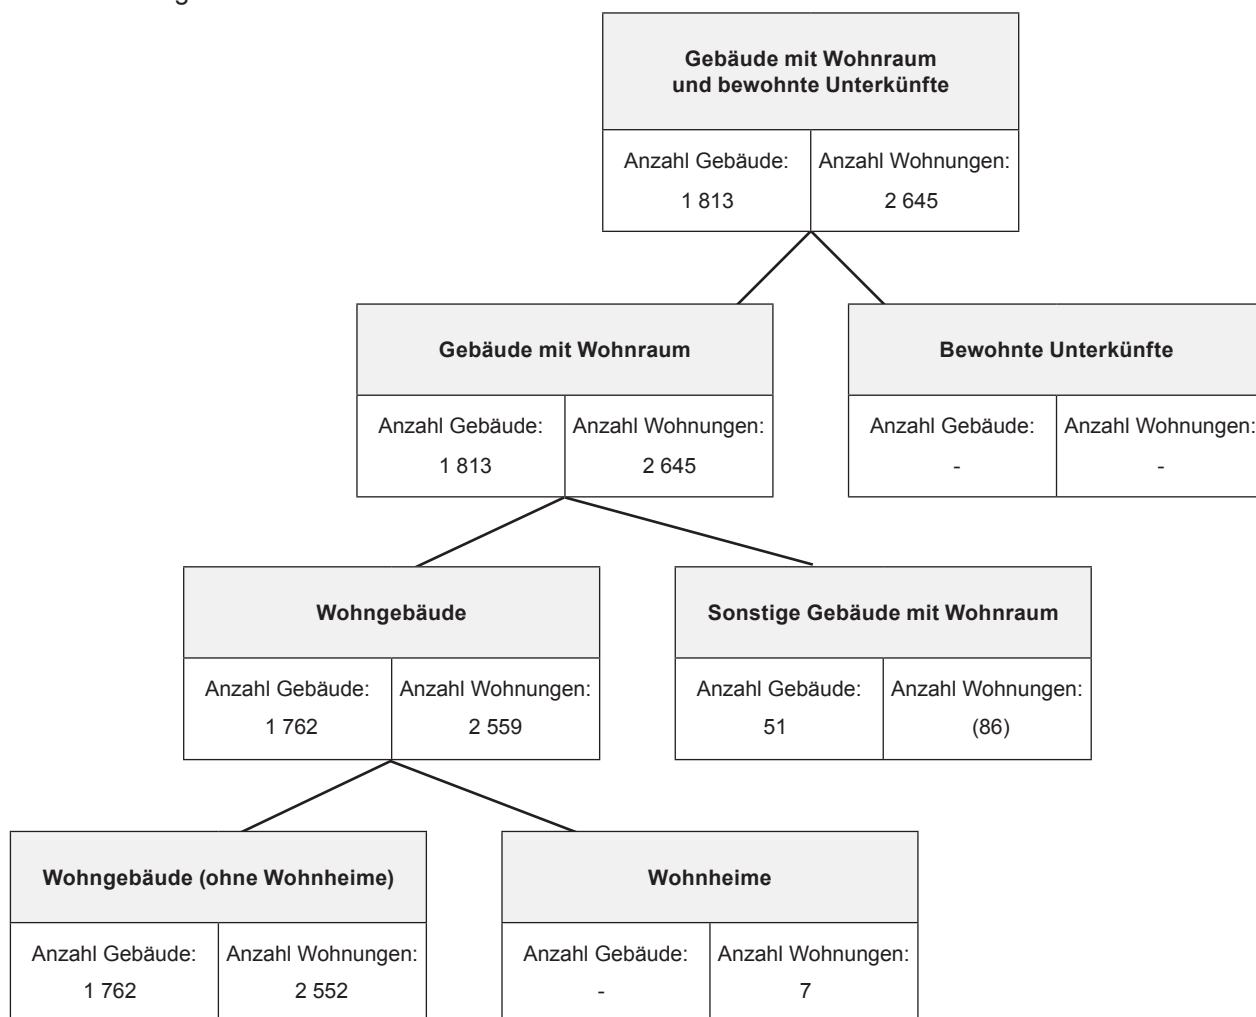 Gebäude mit Wohnraum
und bewohnte Unterkünfte
Anzahl Gebäude: Anzahl Wohnungen:
1 813 2 645
Gebäude mit Wohnraum Bewohnte Unterkünfte
Anzahl Gebäude: Anzahl Wohnungen: Anzahl Gebäude: Anzahl Wohnungen:
1 813 2 645 - -
Wohngebäude Sonstige Gebäude mit Wohnraum
Anzahl Gebäude: Anzahl Wohnungen: Anzahl Gebäude: Anzahl Wohnungen:
1 762 2 559 51 (86)
Wohngebäude (ohne Wohnheime) Wohnheime
Anzahl Gebäude: Anzahl Wohnungen: Anzahl Gebäude: Anzahl Wohnungen:
1 762 2 552 - 7